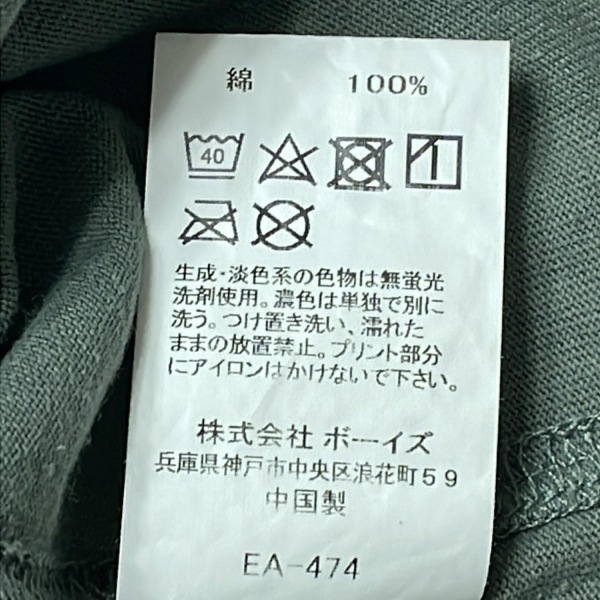 綿 100%
40
生成・淡色系の色物は無蛍光
洗剤使用。濃色は単独で別に
洗う。つけ置き洗い、濡れた
ままの放置禁止。プリント部分
にアイロンはかけないで下さい。
株式会社 ボーイズ
兵庫県神戸市中央区浪花町59
中国製
EA-474